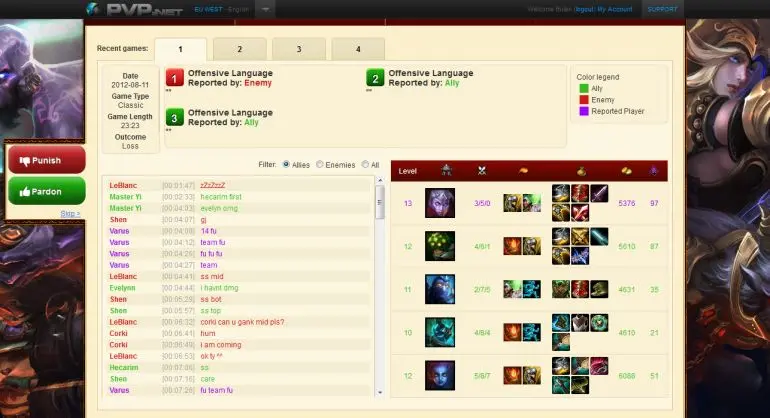 PVP.NET
EU WEST - English
Welcome thilen (logout) My Account
SUPPORT
Recent games: 1 2 3 4
Date
2012-08-11
Game Type
Classic
Game Length
23:23
Outcome
Loss
1 Offensive Language
Reported by: Enemy
""
2 Offensive Language
Reported by: Ally
""
3 Offensive Language
Reported by: Ally
""
Color legend
Ally
Enemy
Reported Player
Punish
Pardon
Skip >
Filter: Allies Enemies All
LeBlanc [00:01:47] zZzZzzZ
Master Yi [00:02:33] hecarim first
Master Yi [00:04:03] evelyn omg
Shen [00:04:07] gj
Varus [00:04:08] 14 fu
Varus [00:04:12] team fu
Varus [00:04:26] fu fu fu
Varus [00:04:27] team
LeBlanc [00:04:41] ss mid
Evelynn [00:04:44] i havnt dmg
Shen [00:05:29] ss bot
Shen [00:05:57] ss top
LeBlanc [00:06:32] corki can u gank mid pls?
Corki [00:06:41] hum
Corki [00:06:49] i am coming
LeBlanc [00:06:53] ok ty ^^
Hecarim [00:07:06] ss
Shen [00:07:16] care
Varus [00:07:26] fu team fu
Level
13 3/5/0 5376 97
12 4/6/1 5610 87
11 2/7/5 4631 35
10 4/8/4 4610 21
12 5/8/7 6086 51